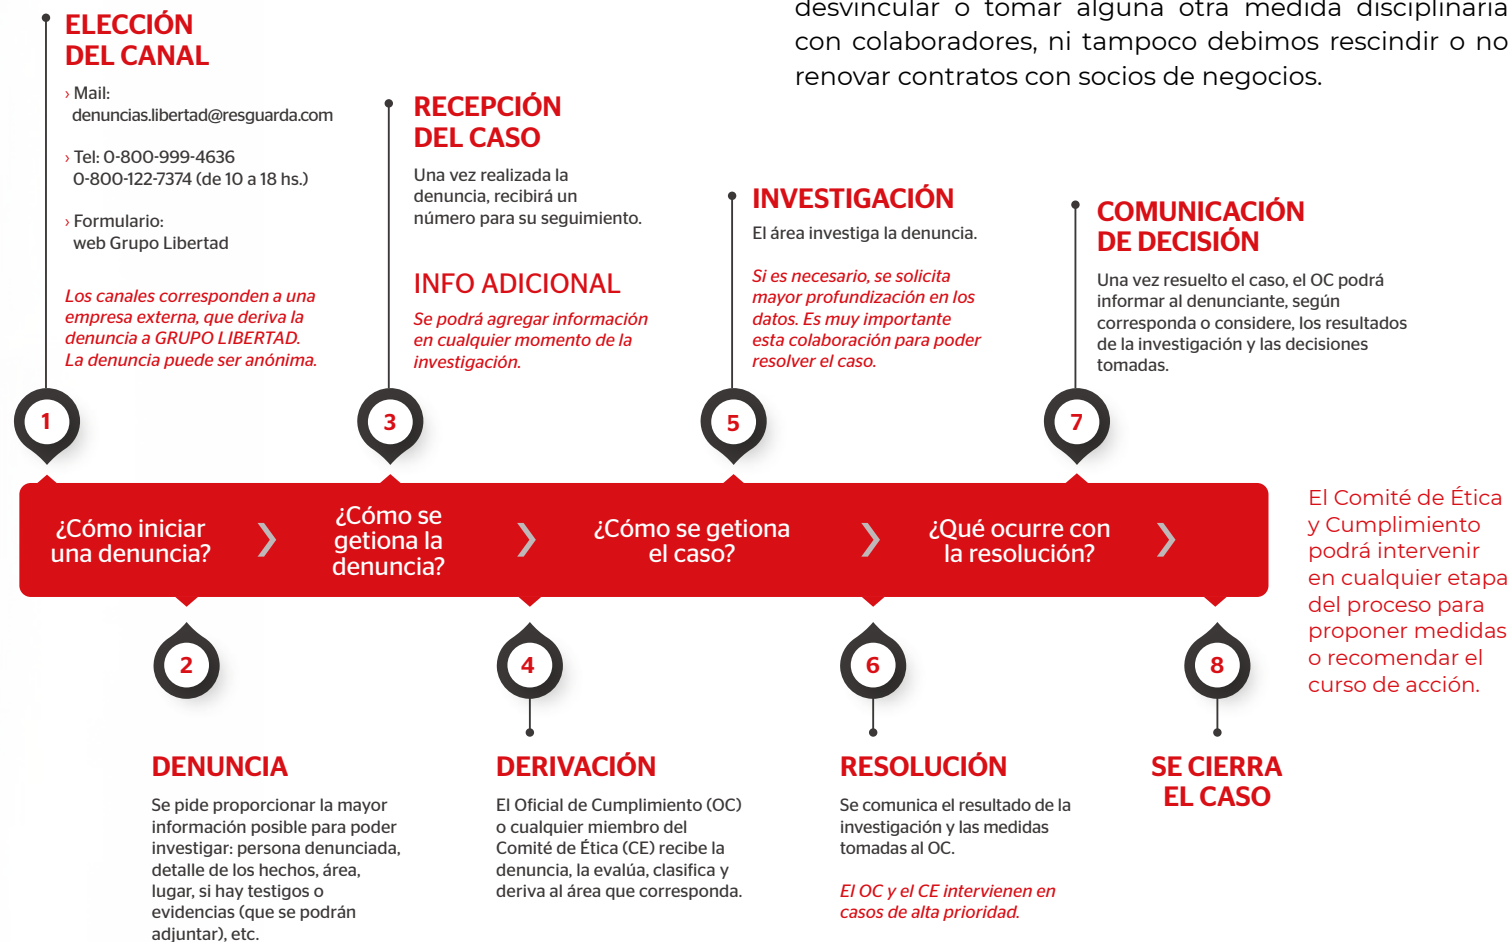 desvincular o tomar alguna otra medida disciplinaria
con colaboradores, ni tampoco debimos rescindir o no
renovar contratos con socios de negocios.
ELECCIÓN
DEL CANAL
› Mail:
denuncias.libertad@resguarda.com
› Tel: 0-800-999-4636
0-800-122-7374 (de 10 a 18 hs.)
› Formulario:
web Grupo Libertad
Los canales corresponden a una
empresa externa, que deriva la
denuncia a GRUPO LIBERTAD.
La denuncia puede ser anónima.
1
RECEPCIÓN
DEL CASO
Una vez realizada la
denuncia, recibirá un
número para su seguimiento.
INFO ADICIONAL
Se podrá agregar información
en cualquier momento de la
investigación.
3
INVESTIGACIÓN
El área investiga la denuncia.
Si es necesario, se solicita
mayor profundización en los
datos. Es muy importante
esta colaboración para poder
resolver el caso.
5
COMUNICACIÓN
DE DECISIÓN
Una vez resuelto el caso, el OC podrá
informar al denunciante, según
corresponda o considere, los resultados
de la investigación y las decisiones
tomadas.
7
¿Cómo iniciar
una denuncia?
¿Cómo se
getiona la
denuncia?
¿Cómo se getiona
el caso?
¿Qué ocurre con
la resolución?
El Comité de Ética
y Cumplimiento
podrá intervenir
en cualquier etapa
del proceso para
proponer medidas
o recomendar el
curso de acción.
2
DENUNCIA
Se pide proporcionar la mayor
información posible para poder
investigar: persona denunciada,
detalle de los hechos, área,
lugar, si hay testigos o
evidencias (que se podrán
adjuntar), etc.
4
DERIVACIÓN
El Oficial de Cumplimiento (OC)
o cualquier miembro del
Comité de Ética (CE) recibe la
denuncia, la evalúa, clasifica y
deriva al área que corresponda.
6
RESOLUCIÓN
Se comunica el resultado de la
investigación y las medidas
tomadas al OC.
El OC y el CE intervienen en
casos de alta prioridad.
8
SE CIERRA
EL CASO